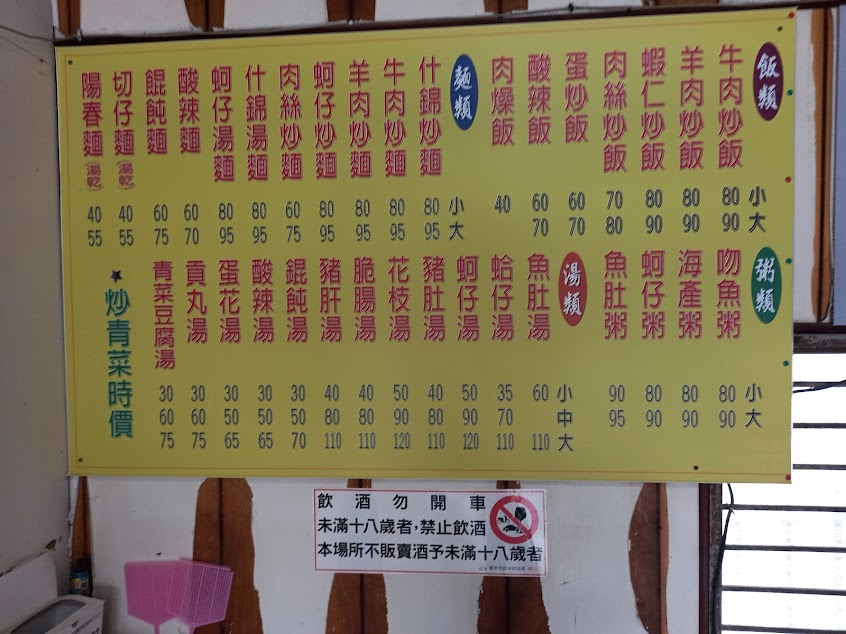 飯類
小 大
牛肉炒飯 80 90
羊肉炒飯 80 90
蝦仁炒飯 80 90
肉絲炒飯 70 80
蛋炒飯 60 70
酸辣飯 60 70
肉燥飯 40
麵類
小 大
什錦炒麵 80 95
牛肉炒麵 80 95
羊肉炒麵 80 95
蚵仔炒麵 80 95
肉絲炒麵 60 75
什錦湯麵 80 95
蚵仔湯麵 80 95
酸辣麵 60 70
餛飩麵 60 75
切仔麵(湯乾) 40 55
陽春麵(湯乾) 40 55
粥類
小 大
吻魚粥 80 90
海產粥 80 90
蚵仔粥 80 90
魚肚粥 90 95
湯類
小 中 大
魚肚湯 60 110
蛤仔湯 35 70 110
蚵仔湯 50 90 120
豬肚湯 40 80 110
花枝湯 50 90 120
脆腸湯 40 80 110
豬肝湯 40 80 110
餛飩湯 30 50 70
酸辣湯 30 50 65
蛋花湯 30 50 65
貢丸湯 30 60 75
青菜豆腐湯 30 60 75
★炒青菜時價
飲酒勿開車
未滿十八歲者,禁止飲酒
本場所不販賣酒予未滿十八歲者